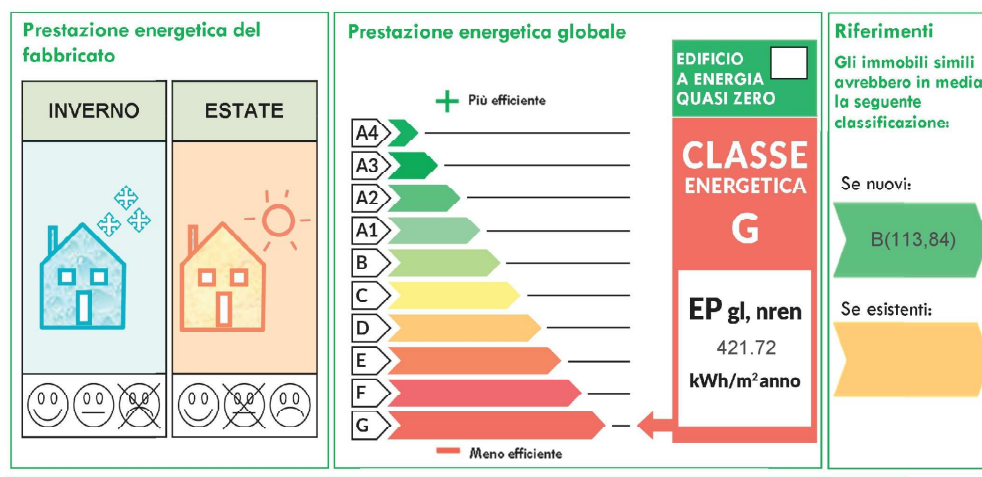 Prestazione energetica del
fabbricato
INVERNO
ESTATE
Prestazione energetica globale
Più efficiente
A4
A3
A2
A1
B
C
D
E
F
G
Meno efficiente
EDIFICIO
A ENERGIA
QUASI ZERO
CLASSE
ENERGETICA
G
EP gl, nren
421.72
kWh/m² anno
Riferimenti
Gli immobili simili
avrebbero in media
la seguente
classificazione:
Se nuovi:
B(113,84)
Se esistenti: